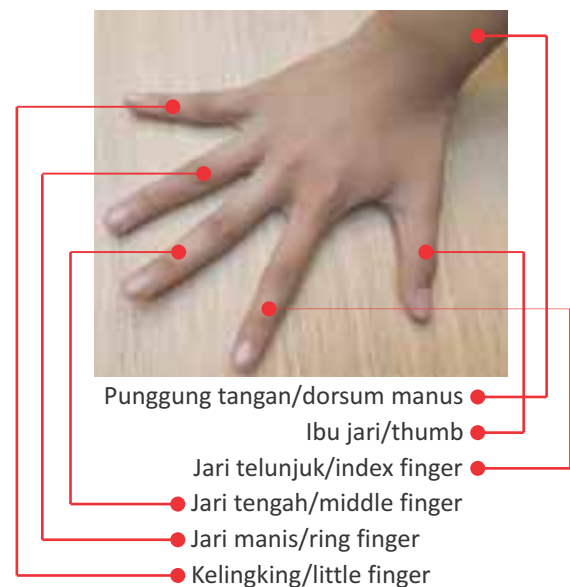 Punggung tangan/dorsum manus
Ibu jari/thumb
Jari telunjuk/index finger
Jari tengah/middle finger
Jari manis/ring finger
Kelingking/little finger